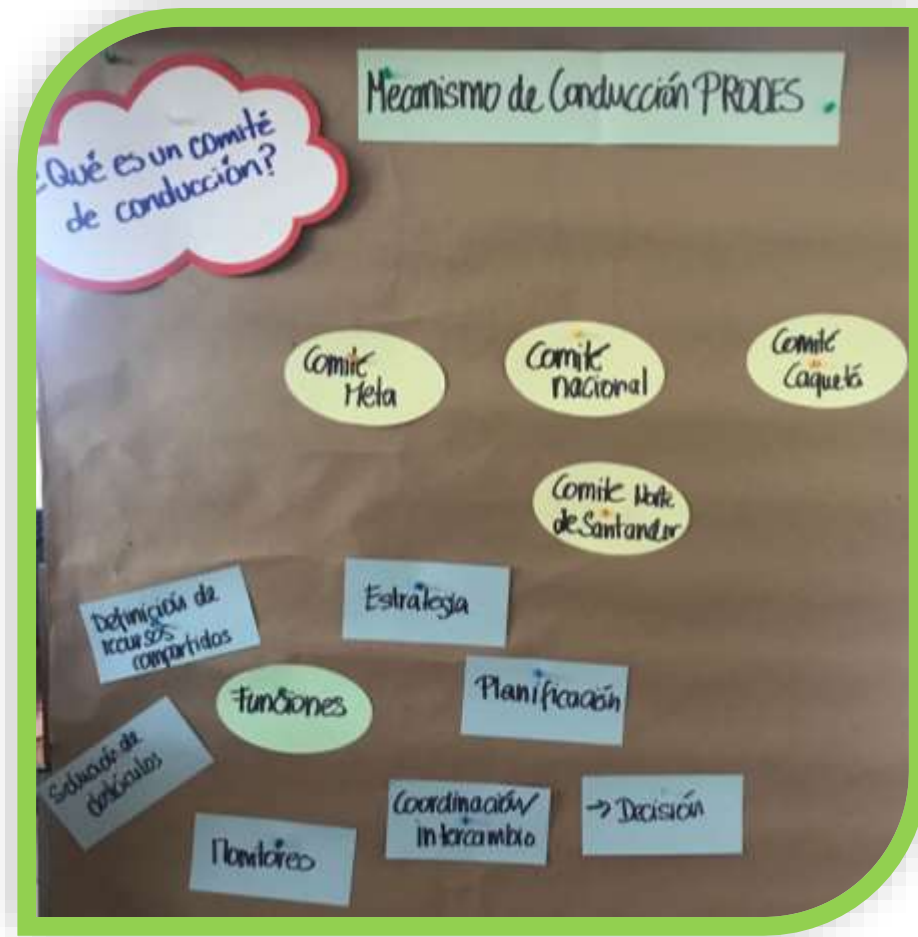 Mecanismo de Conducción PRODES.
¿Qué es un comité
de conducción?
Comité
Meta
Comité
nacional
Comité
Caquetá
Comité Norte
de Santander
Definición de
recursos
compartidos
Estrategia
Funciones
Planificación
Solución de
obstáculos
Coordinación/
intercambio
→ Decisión
Monitoreo